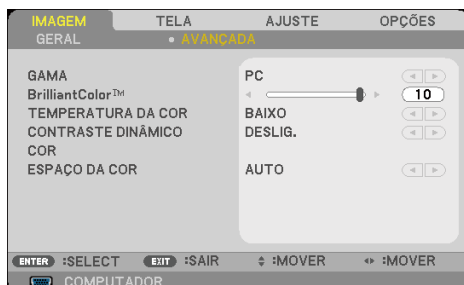 IMAGEM TELA AJUSTE OPÇÕES
GERAL • AVANÇADA
GAMA PC
BrilliantColor™ 10
TEMPERATURA DA COR BAIXO
CONTRASTE DINÂMICO DESLIG.
COR
ESPAÇO DA COR AUTO
ENTER :SELECT EXIT :SAIR :MOVER :MOVER
COMPUTADOR